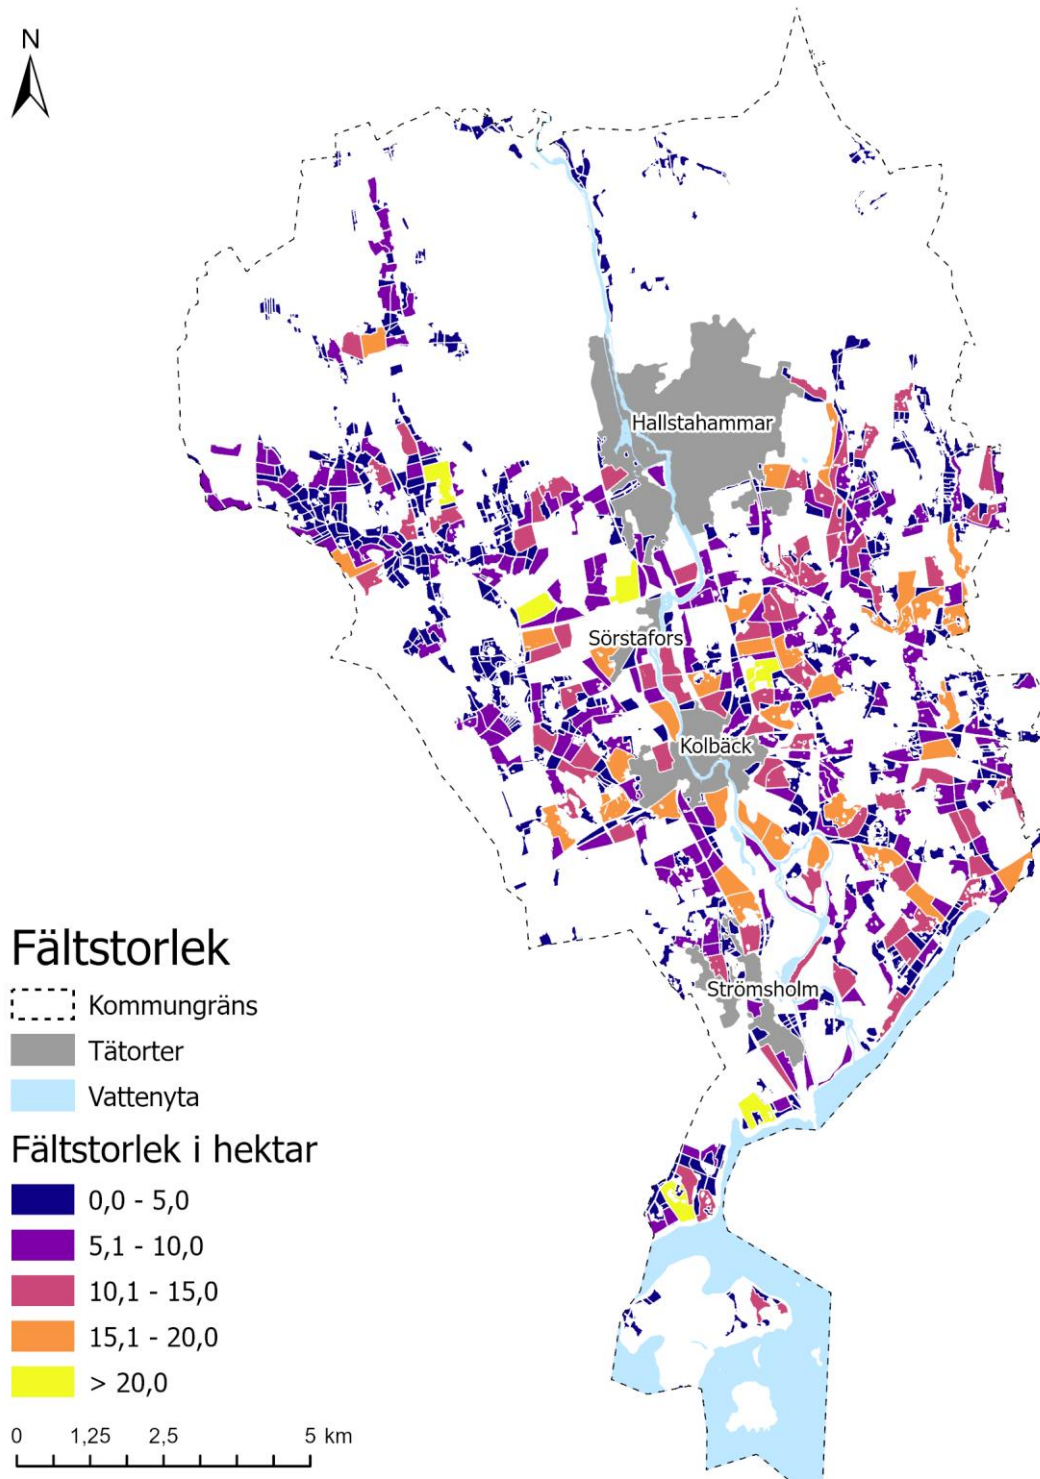 N
Hallstahammar
Sörstafors
Kolbäck
Strömsholm
Fältstorlek
Kommungräns
Tätorter
Vattenyta
Fältstorlek i hektar
0,0 - 5,0
5,1 - 10,0
10,1 - 15,0
15,1 - 20,0
> 20,0
0 1,25 2,5 5 km